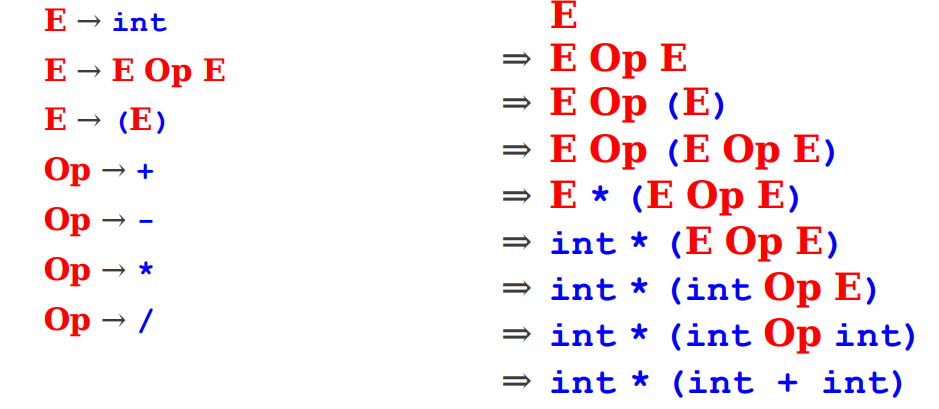 E → int
E → E Op E
E → (E)
Op → +
Op → -
Op → *
Op → /
E
⇒ E Op E
⇒ E Op (E)
⇒ E Op (E Op E)
⇒ E * (E Op E)
⇒ int * (E Op E)
⇒ int * (int Op E)
⇒ int * (int Op int)
⇒ int * (int + int)